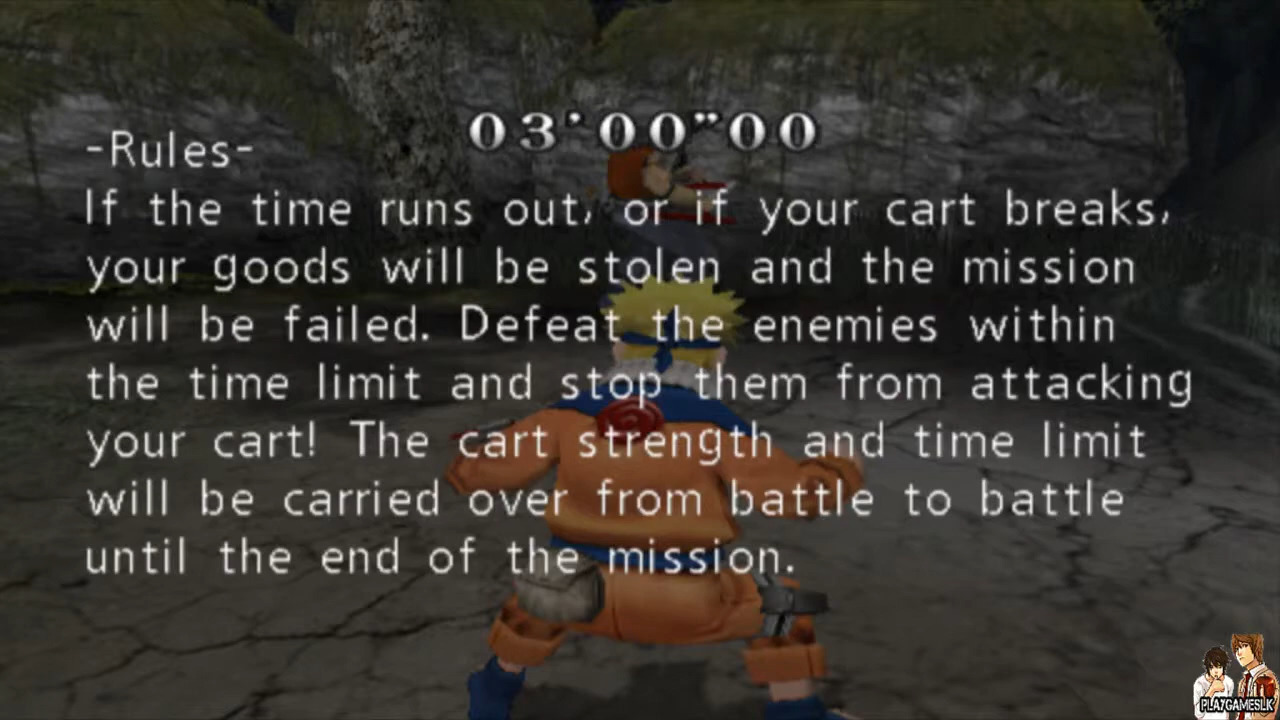 03'00"00
-Rules-
If the time runs out, or if your cart breaks,
your goods will be stolen and the mission
will be failed. Defeat the enemies within
the time limit and stop them from attacking
your cart! The cart strength and time limit
will be carried over from battle to battle
until the end of the mission.
PLAYGAMESLK